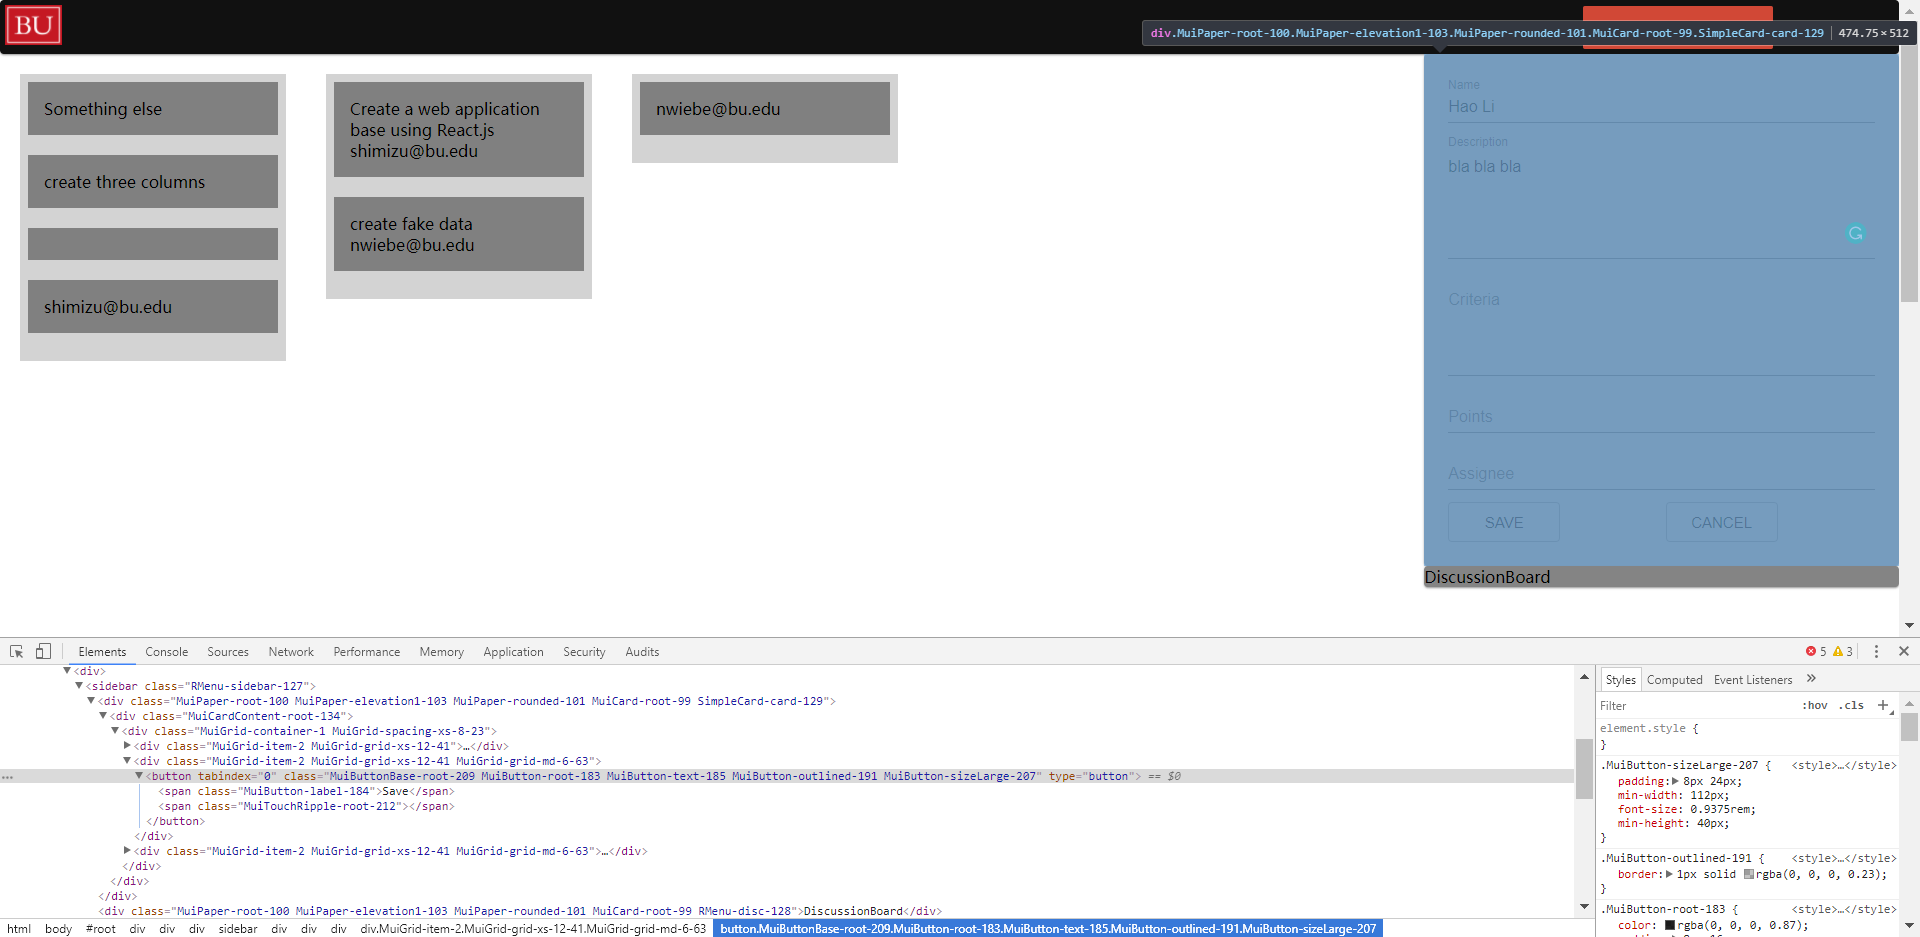 BU
div.MuiPaper-root-100.MuiPaper-elevation1-103.MuiPaper-rounded-101.MuiCard-root-99.SimpleCard-card-129 474.75×512
Something else
create three columns
shimizu@bu.edu
Create a web application
base using React.js
shimizu@bu.edu
create fake data
nwiebe@bu.edu
nwiebe@bu.edu
Name
Hao Li
Description
bla bla bla
Criteria
Points
Assignee
SAVE CANCEL
DiscussionBoard
Elements Console Sources Network Performance Memory Application Security Audits 5 3
<div>
<sidebar class="RMenu-sidebar-127">
<div class="MuiPaper-root-100 MuiPaper-elevation1-103 MuiPaper-rounded-101 MuiCard-root-99 SimpleCard-card-129">
<div class="MuiCardContent-root-134">
<div class="MuiGrid-container-1 MuiGrid-spacing-xs-8-23">
<div class="MuiGrid-item-2 MuiGrid-grid-xs-12-41">…</div>
<div class="MuiGrid-item-2 MuiGrid-grid-xs-12-41 MuiGrid-grid-md-6-63">
<button tabindex="0" class="MuiButtonBase-root-209 MuiButton-root-183 MuiButton-text-185 MuiButton-outlined-191 MuiButton-sizeLarge-207" type="button"> == $0
<span class="MuiButton-label-184">Save</span>
<span class="MuiTouchRipple-root-212"></span>
</button>
</div>
<div class="MuiGrid-item-2 MuiGrid-grid-xs-12-41 MuiGrid-grid-md-6-63">…</div>
</div>
</div>
</div>
<div class="MuiPaper-root-100 MuiPaper-elevation1-103 MuiPaper-rounded-101 MuiCard-root-99 RMenu-disc-128">DiscussionBoard</div>
html body #root div div div sidebar div div div div.MuiGrid-item-2.MuiGrid-grid-xs-12-41.MuiGrid-grid-md-6-63 button.MuiButtonBase-root-209.MuiButton-root-183.MuiButton-text-185.MuiButton-outlined-191.MuiButton-sizeLarge-207
Styles Computed Event Listeners »
Filter :hov .cls +
element.style {
}
.MuiButton-sizeLarge-207 { <style>…</style>
padding: 8px 24px;
min-width: 112px;
font-size: 0.9375rem;
min-height: 40px;
}
.MuiButton-outlined-191 { <style>…</style>
border: 1px solid rgba(0, 0, 0, 0.23);
}
.MuiButton-root-183 { <style>…</style>
color: rgba(0, 0, 0, 0.87);